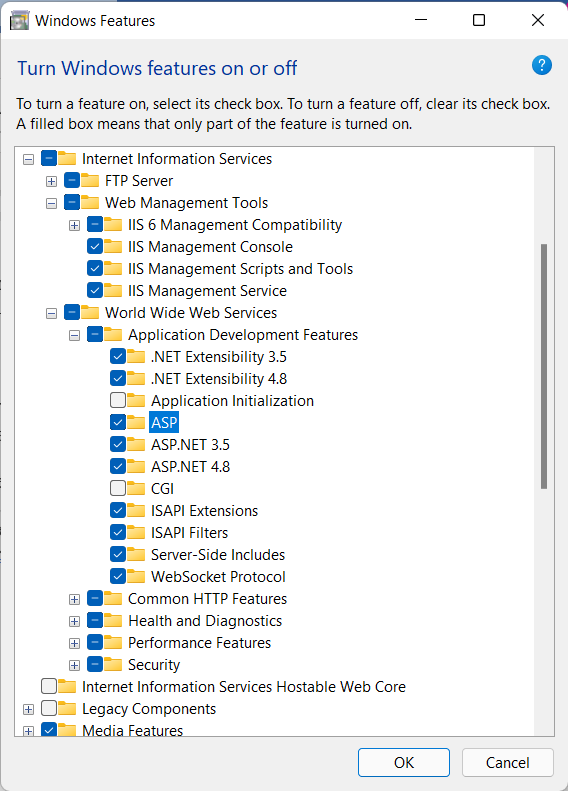 Windows Features
Turn Windows features on or off
?
To turn a feature on, select its check box. To turn a feature off, clear its check box.
A filled box means that only part of the feature is turned on.
Internet Information Services
FTP Server
Web Management Tools
IIS 6 Management Compatibility
IIS Management Console
IIS Management Scripts and Tools
IIS Management Service
World Wide Web Services
Application Development Features
.NET Extensibility 3.5
.NET Extensibility 4.8
Application Initialization
ASP
ASP.NET 3.5
ASP.NET 4.8
CGI
ISAPI Extensions
ISAPI Filters
Server-Side Includes
WebSocket Protocol
Common HTTP Features
Health and Diagnostics
Performance Features
Security
Internet Information Services Hostable Web Core
Legacy Components
Media Features
OK Cancel